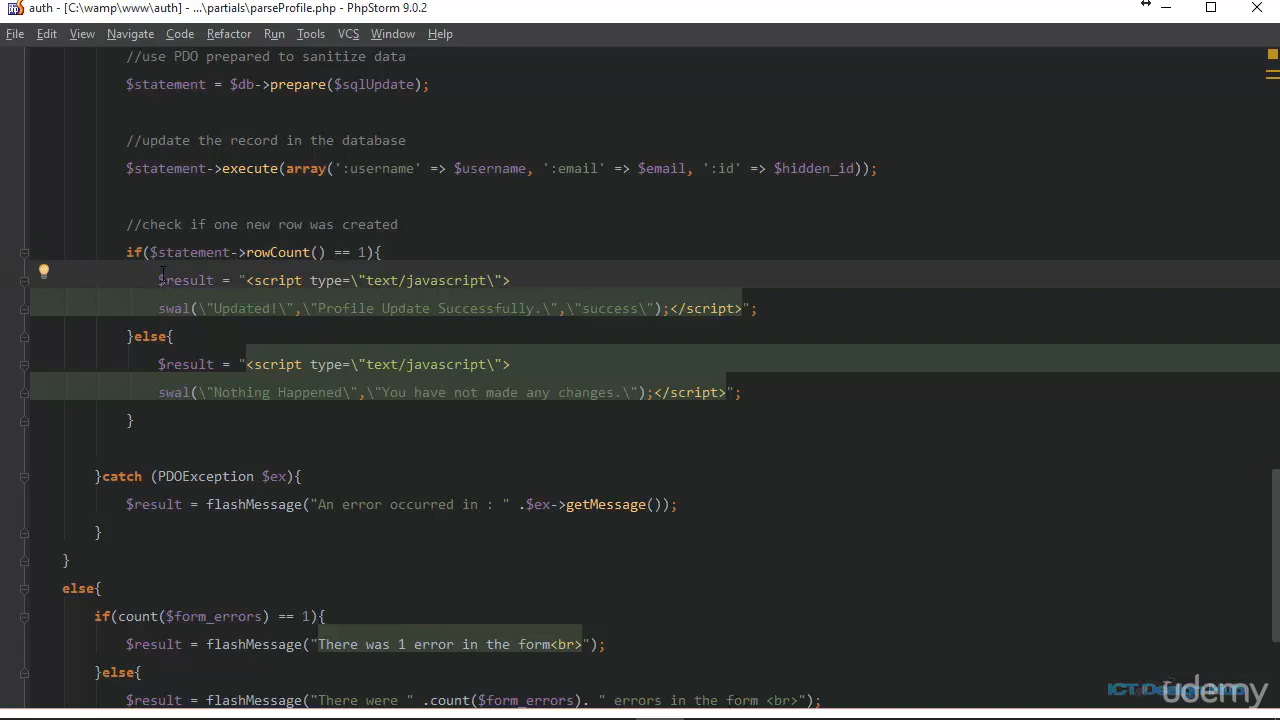 auth - [C:\wamp\www\auth] - ...\partials\parseProfile.php - PhpStorm 9.0.2
File Edit View Navigate Code Refactor Run Tools VCS Window Help
//use PDO prepared to sanitize data
$statement = $db->prepare($sqlUpdate);
//update the record in the database
$statement->execute(array(':username' => $username, ':email' => $email, ':id' => $hidden_id));
//check if one new row was created
if($statement->rowCount() == 1){
$result = "<script type=\"text/javascript\">
swal(\"Updated!\",\"Profile Update Successfully.\",\"success\");</script>";
}else{
$result = "<script type=\"text/javascript\">
swal(\"Nothing Happened\",\"You have not made any changes.\");</script>";
}
}catch (PDOException $ex){
$result = flashMessage("An error occurred in : " .$ex->getMessage());
}
}
else{
if(count($form_errors) == 1){
$result = flashMessage("There was 1 error in the form<br>");
}else{
$result = flashMessage("There were " .count($form_errors). " errors in the form <br>");
ICT Design Hub
udemy